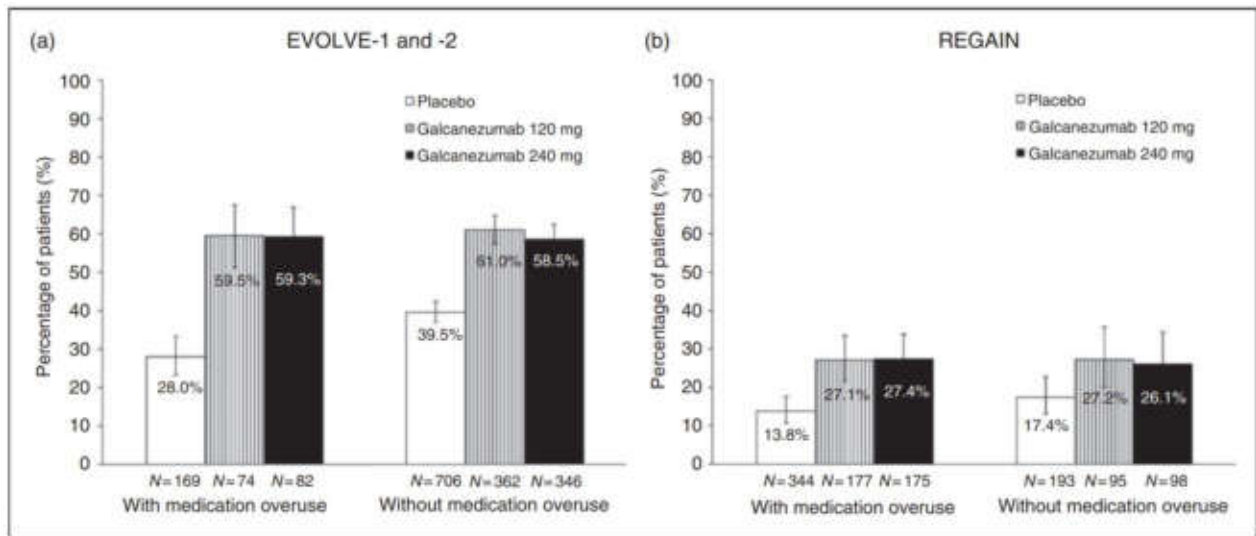 (a) EVOLVE-1 and -2
Percentage of patients (%)
100
90
80
70
60
50
40
30
20
10
0
Placebo
Galcanezumab 120 mg
Galcanezumab 240 mg
28.0%
59.5%
59.3%
39.5%
61.0%
58.5%
N=169 N=74 N=82
With medication overuse
N=706 N=362 N=346
Without medication overuse
(b) REGAIN
Percentage of patients (%)
100
90
80
70
60
50
40
30
20
10
0
Placebo
Galcanezumab 120 mg
Galcanezumab 240 mg
13.8%
27.1%
27.4%
17.4%
27.2%
26.1%
N=344 N=177 N=175
With medication overuse
N=193 N=95 N=98
Without medication overuse